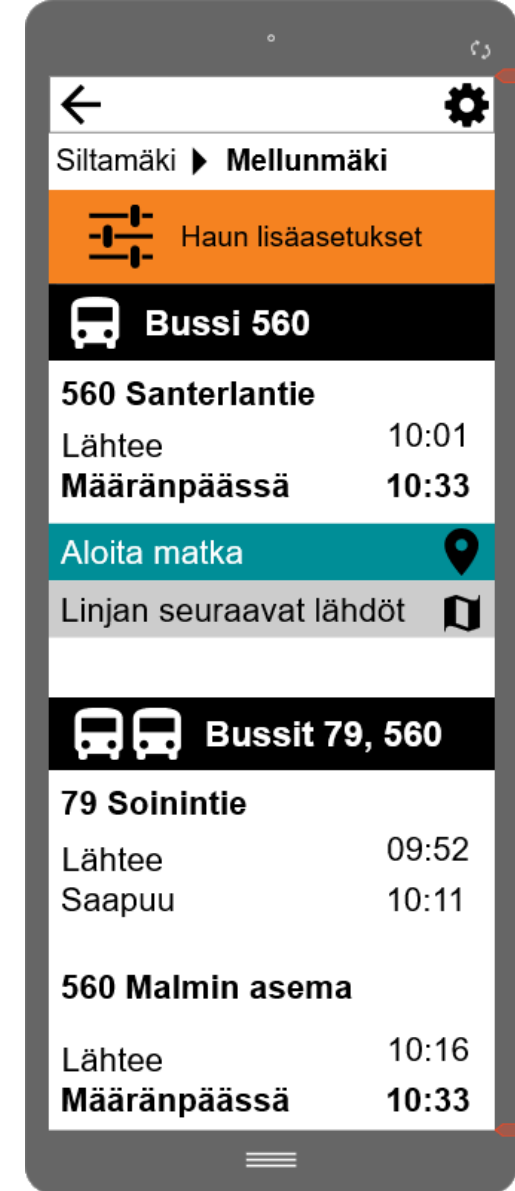 Siltamäki Mellunmäki
Haun lisäasetukset
Bussi 560
560 Santerlantie
Lähtee 10:01
Määränpäässä 10:33
Aloita matka
Linjan seuraavat lähdöt
Bussit 79, 560
79 Soinintie
Lähtee 09:52
Saapuu 10:11
560 Malmin asema
Lähtee 10:16
Määränpäässä 10:33